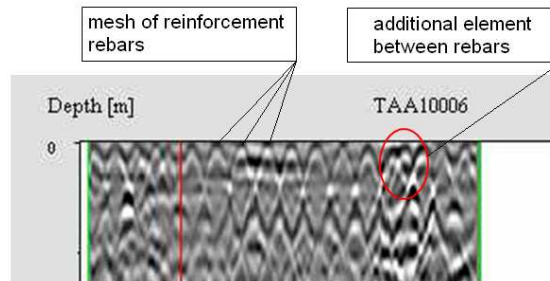 mesh of reinforcement
rebars
additional element
between rebars
Depth [m]
TAA10006
0